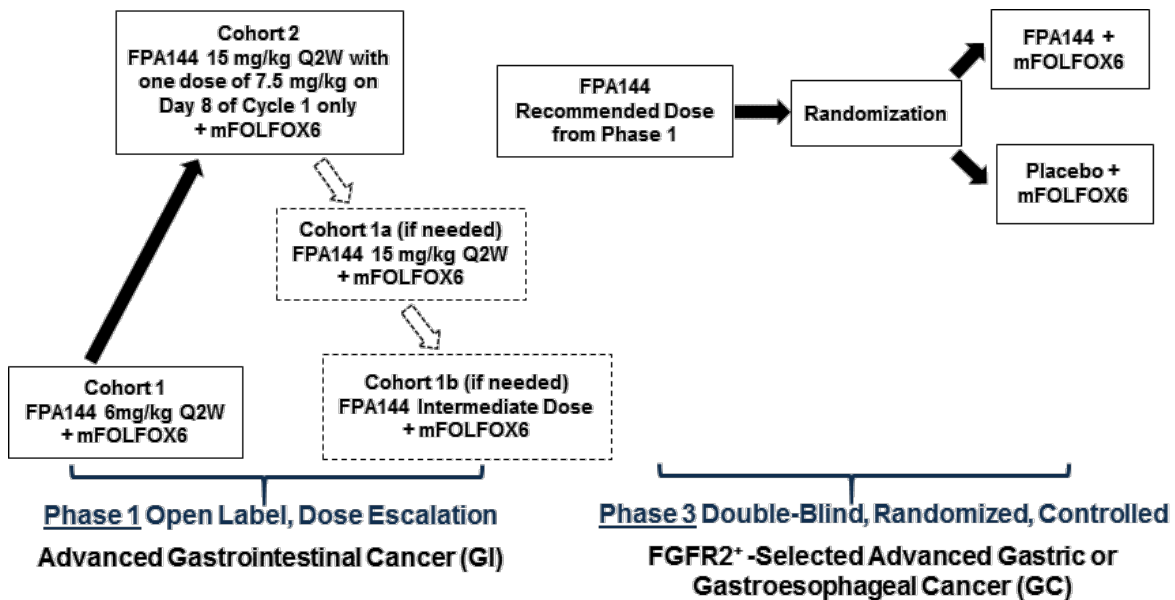 Cohort 2
FPA144 15 mg/kg Q2W with
one dose of 7.5 mg/kg on
Day 8 of Cycle 1 only
+ mFOLFOX6
Cohort 1a (if needed)
FPA144 15 mg/kg Q2W
+ mFOLFOX6
Cohort 1
FPA144 6mg/kg Q2W
+ mFOLFOX6
Cohort 1b (if needed)
FPA144 Intermediate Dose
+ mFOLFOX6
Phase 1 Open Label, Dose Escalation
Advanced Gastrointestinal Cancer (GI)
FPA144
Recommended Dose
from Phase 1
Randomization
FPA144 +
mFOLFOX6
Placebo +
mFOLFOX6
Phase 3 Double-Blind, Randomized, Controlled
FGFR2⁺ -Selected Advanced Gastric or
Gastroesophageal Cancer (GC)